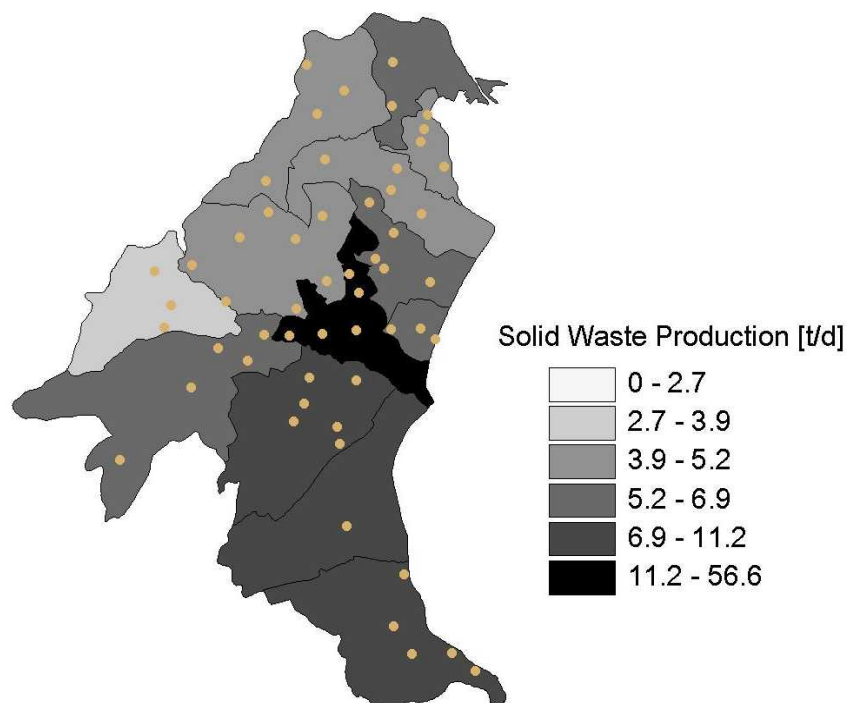 Solid Waste Production [t/d]
0 - 2.7
2.7 - 3.9
3.9 - 5.2
5.2 - 6.9
6.9 - 11.2
11.2 - 56.6